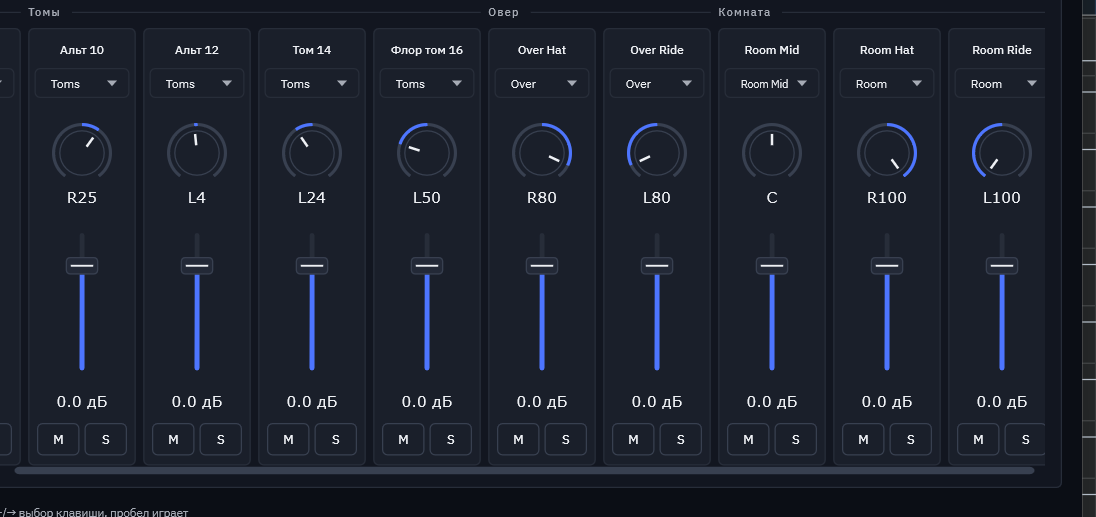 Томы Овер Комната
Альт 10 Альт 12 Том 14 Флор том 16 Over Hat Over Ride Room Mid Room Hat Room Ride
Toms Toms Toms Toms Over Over Room Mid Room Room
R25 L4 L24 L50 R80 L80 C R100 L100
0.0 дБ 0.0 дБ 0.0 дБ 0.0 дБ 0.0 дБ 0.0 дБ 0.0 дБ 0.0 дБ 0.0 дБ
M S M S M S M S M S M S M S M S M S
/→ выбор клавиши, пробел играет